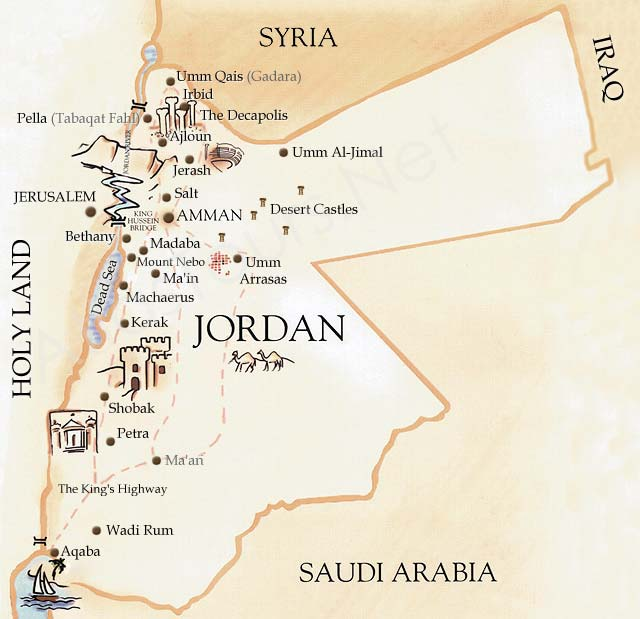 SYRIA
IRAQ
Umm Qais (Gadara)
Irbid
The Decapolis
Pella (Tabaqat Fahl)
JORDAN RIVER
Ajloun
Umm Al-Jimal
Jerash
JERUSALEM
Salt
KING
HUSSEIN
BRIDGE
AMMAN
Desert Castles
Bethany
Madaba
Mount Nebo
Umm
Arrasas
Ma'in
HOLY LAND
Dead Sea
Machaerus
Kerak
JORDAN
Shobak
Petra
Ma'an
The King's Highway
Wadi Rum
Aqaba
SAUDI ARABIA